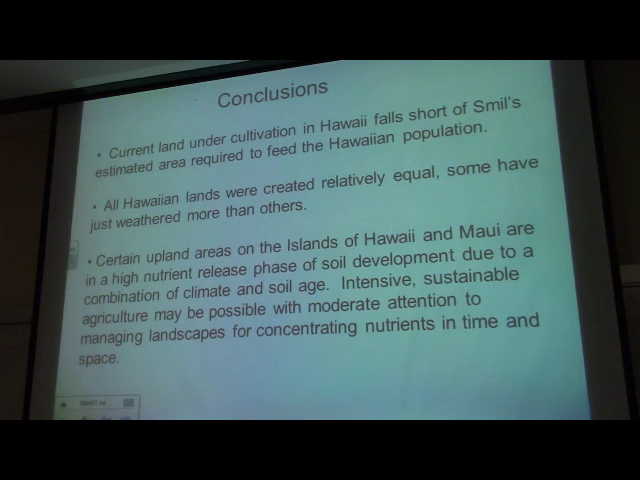 Conclusions
• Current land under cultivation in Hawaii falls short of Smil's
estimated area required to feed the Hawaiian population.
• All Hawaiian lands were created relatively equal, some have
just weathered more than others.
• Certain upland areas on the Islands of Hawaii and Maui are
in a high nutrient release phase of soil development due to a
combination of climate and soil age. Intensive, sustainable
agriculture may be possible with moderate attention to
managing landscapes for concentrating nutrients in time and
space.